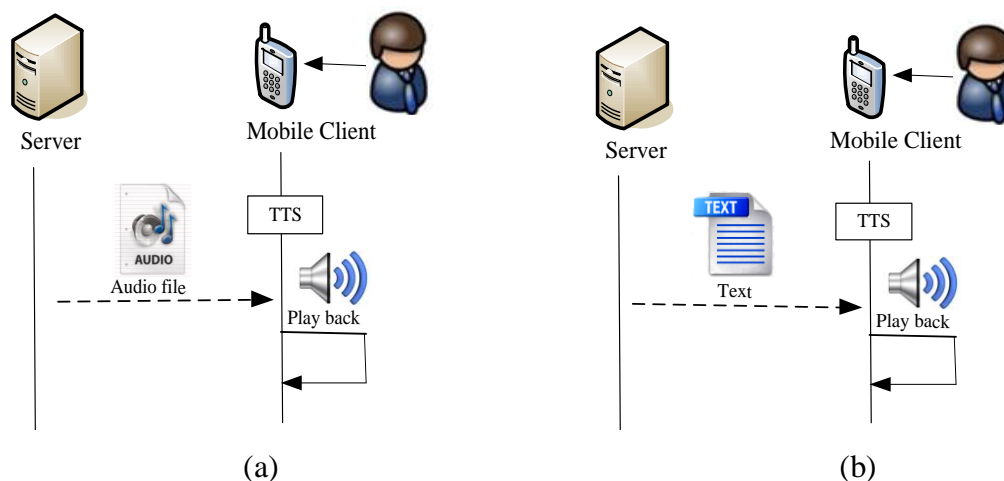 Server
Mobile Client
TTS
AUDIO
Audio file
Play back
(a)
Server
Mobile Client
TEXT
TTS
Text
Play back
(b)